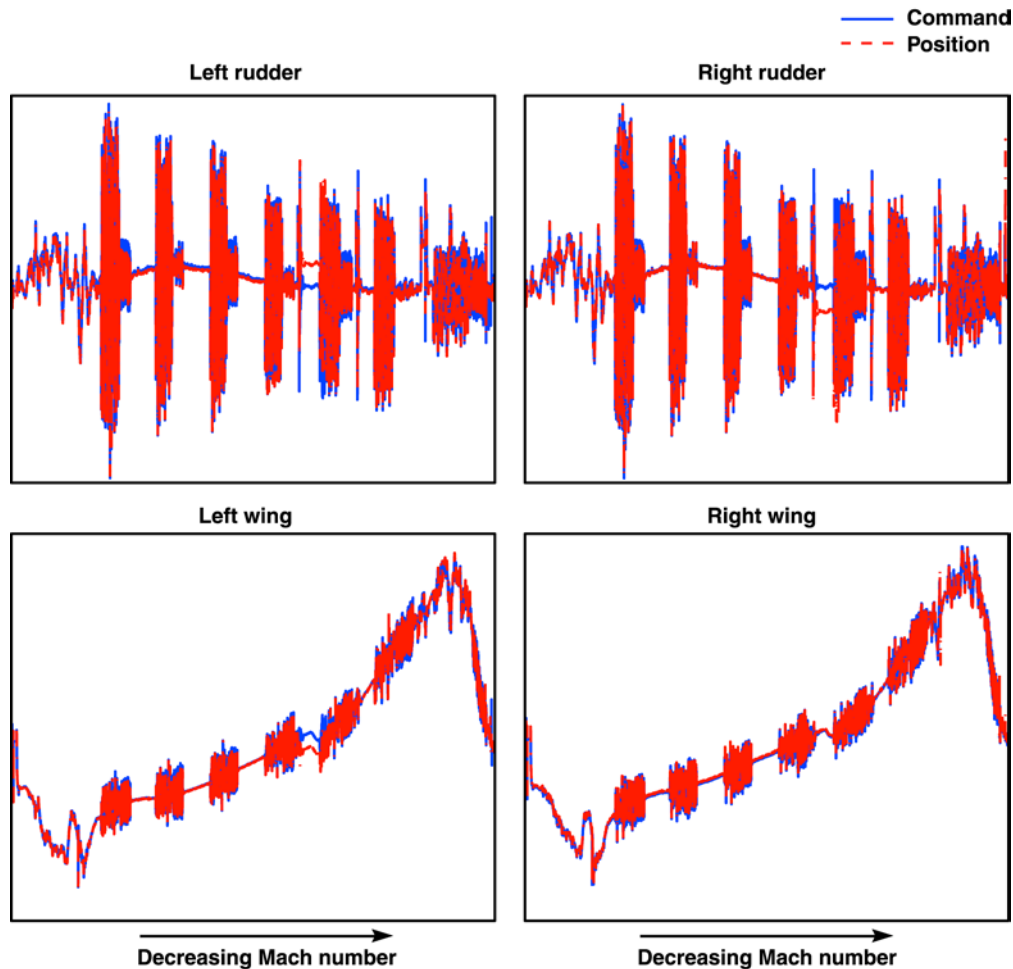 Command
Position
Left rudder
Right rudder
Left wing
Right wing
Decreasing Mach number
Decreasing Mach number